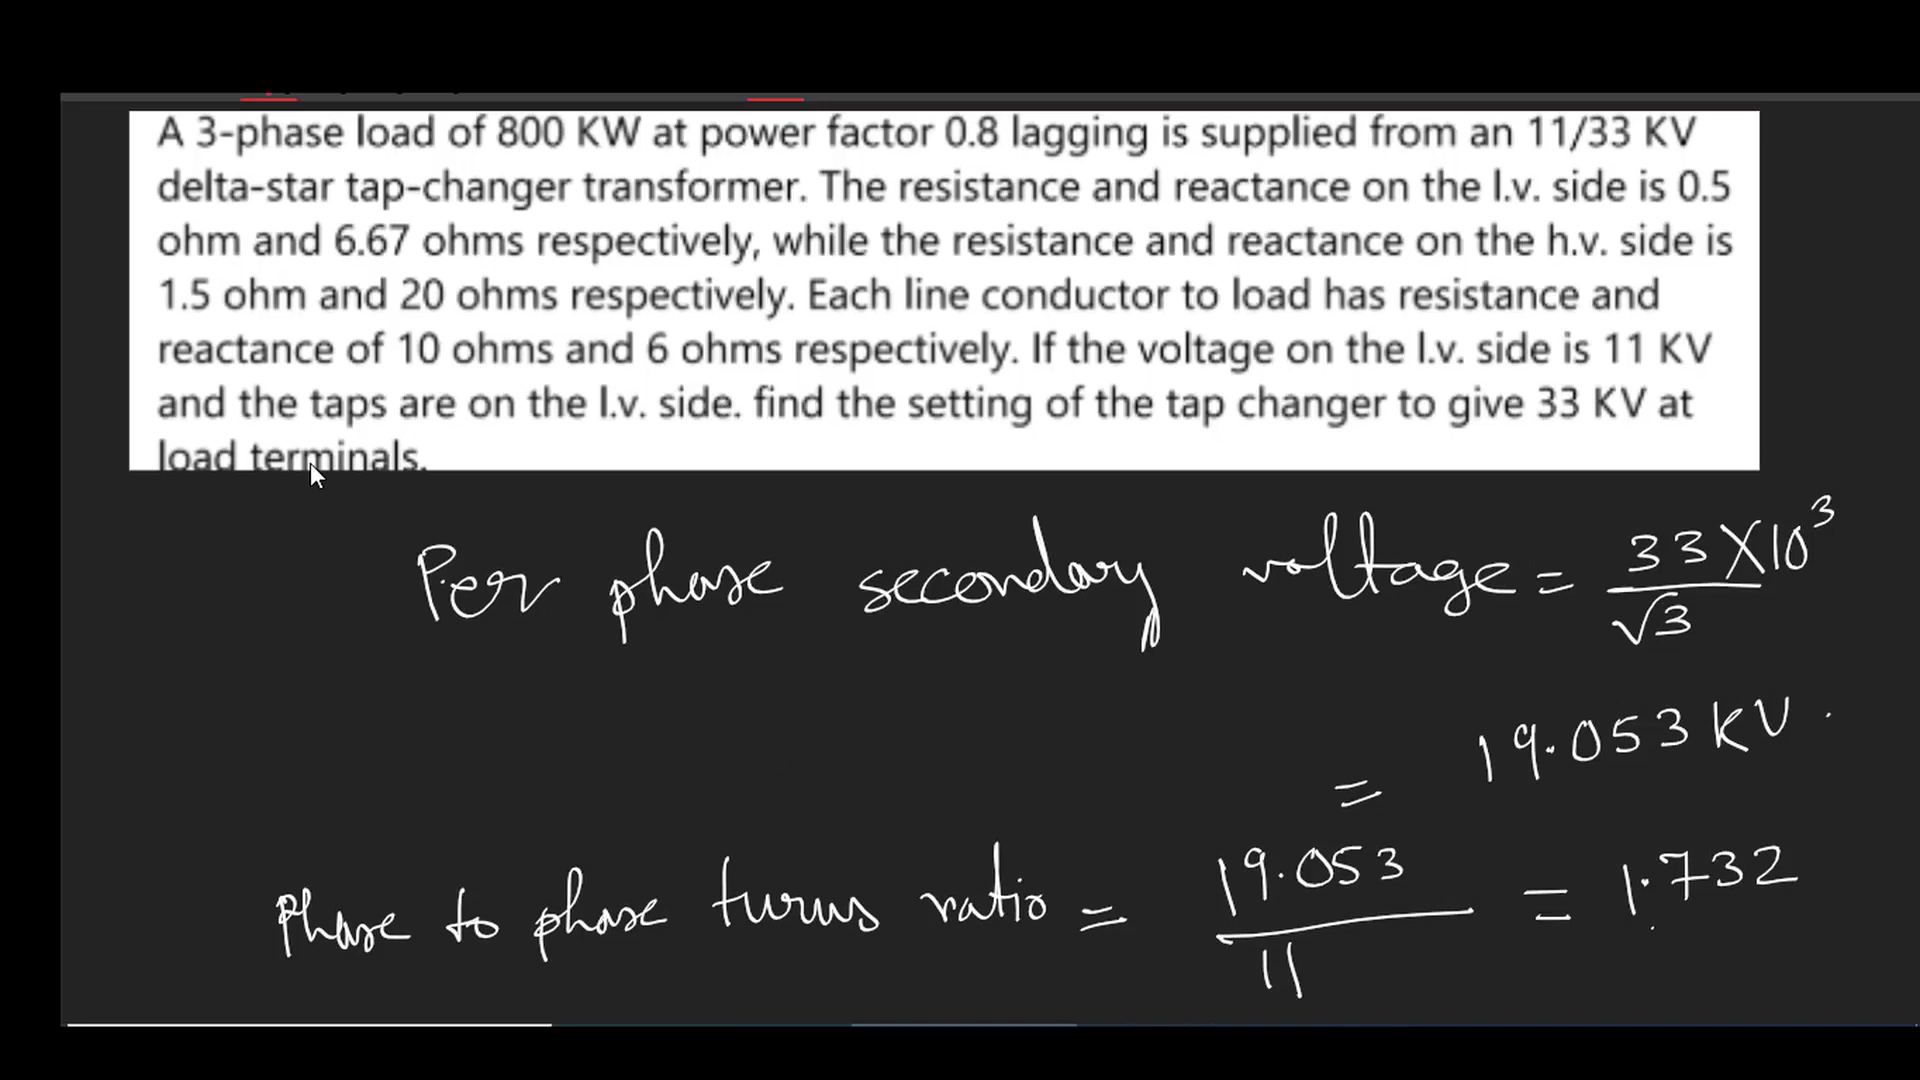 A 3-phase load of 800 KW at power factor 0.8 lagging is supplied from an 11/33 KV
delta-star tap-changer transformer. The resistance and reactance on the l.v. side is 0.5
ohm and 6.67 ohms respectively, while the resistance and reactance on the h.v. side is
1.5 ohm and 20 ohms respectively. Each line conductor to load has resistance and
reactance of 10 ohms and 6 ohms respectively. If the voltage on the l.v. side is 11 KV
and the taps are on the l.v. side. find the setting of the tap changer to give 33 KV at
load terminals.
Per phase secondary voltage = 33 X 10³ / √3
= 19.053 KV.
phase to phase turns ratio = 19.053 / 11 = 1.732